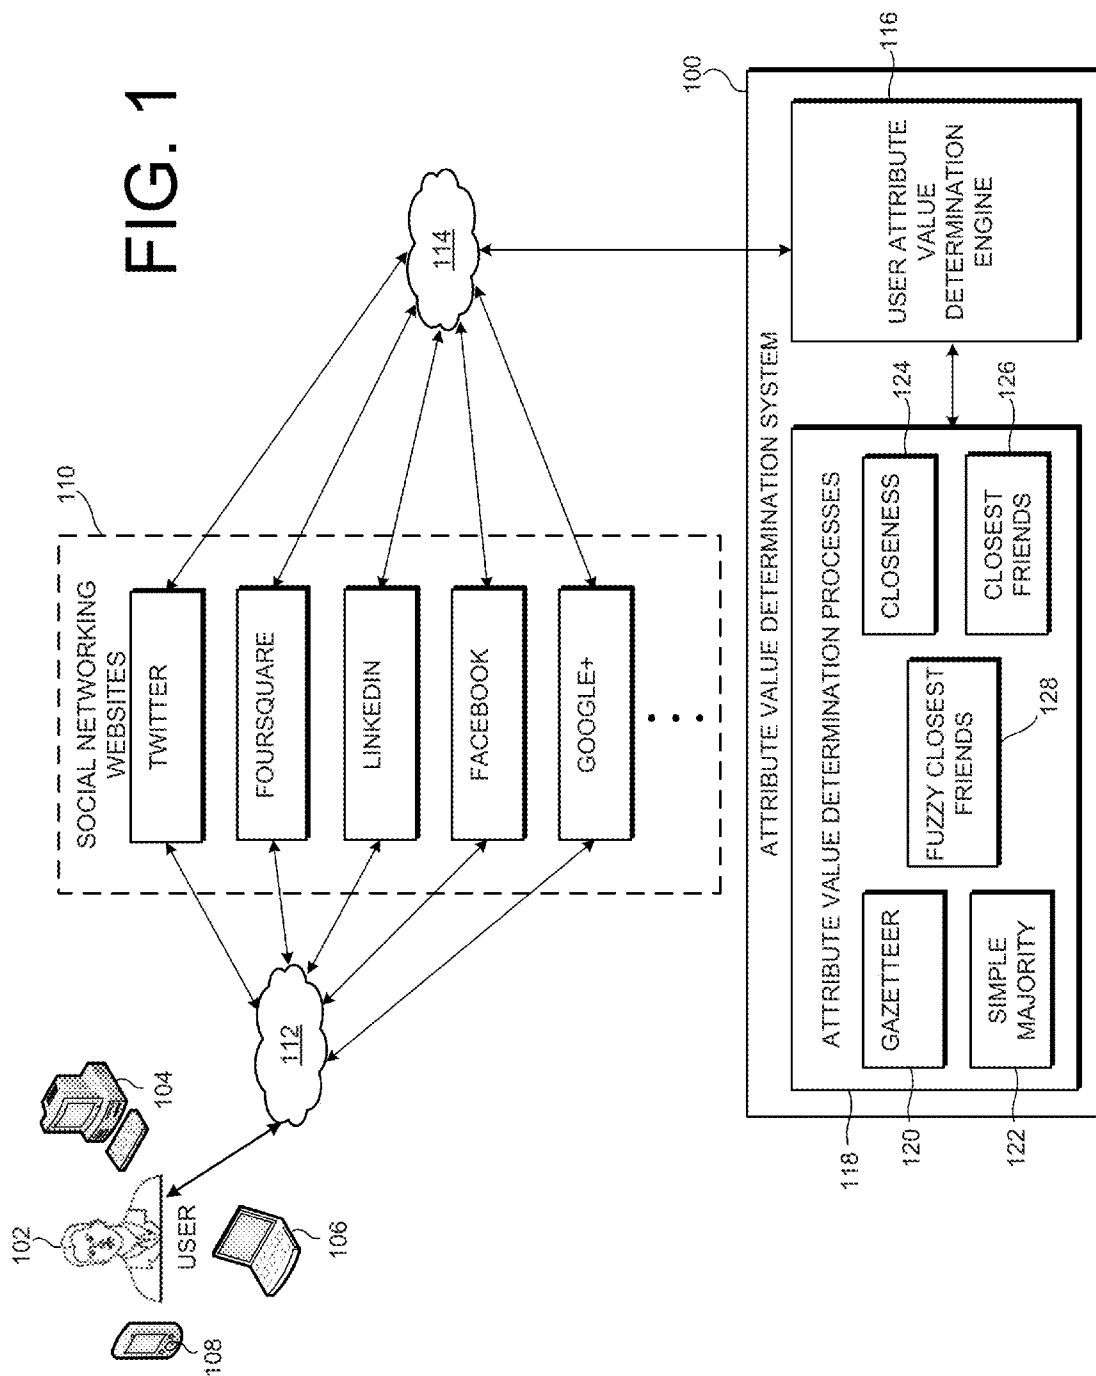 FIG. 1
102
USER
104
106
108
112
110
SOCIAL NETWORKING
WEBSITES
TWITTER
FOURSQUARE
LINKEDIN
FACEBOOK
GOOGLE+
114
100
ATTRIBUTE VALUE DETERMINATION SYSTEM
118
ATTRIBUTE VALUE DETERMINATION PROCESSES
GAZETTEER
120
SIMPLE
MAJORITY
122
FUZZY CLOSEST
FRIENDS
128
CLOSENESS
124
CLOSEST
FRIENDS
126
USER ATTRIBUTE
VALUE
DETERMINATION
ENGINE
116